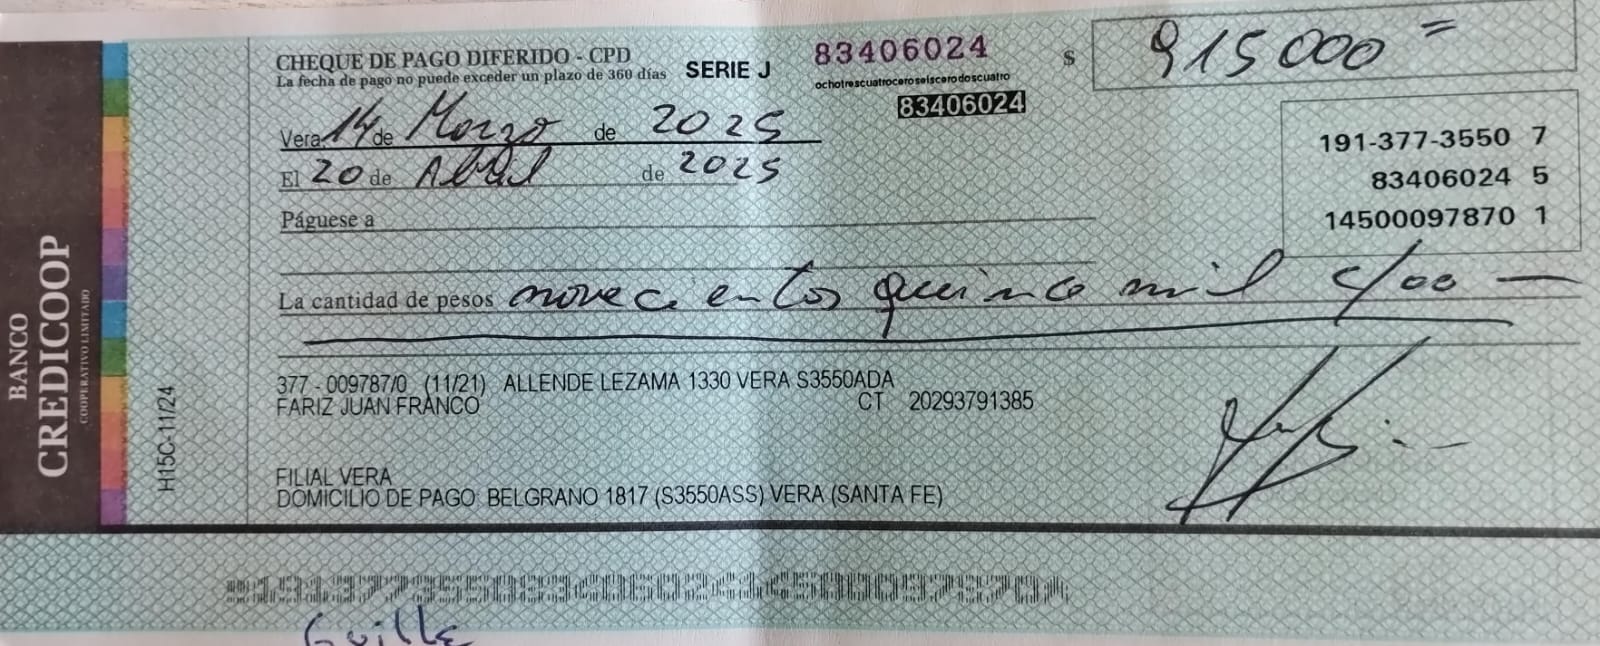 BANCO
CREDICOOP
COOPERATIVO LIMITADO
H15C-11/24
CHEQUE DE PAGO DIFERIDO - CPD
La fecha de pago no puede exceder un plazo de 360 días
SERIE J
83406024
ochotrescuatroceroseisscerodoscuatro
83406024
$ 915000=
Vera, 14 de Marzo de 2025
El 20 de Abril de 2025
191-377-3550 7
83406024 5
14500097870 1
Páguese a
La cantidad de pesos novecientos quince mil c/00 —
377 - 009787/0 (11/21) ALLENDE LEZAMA 1330 VERA S3550ADA
FARIZ JUAN FRANCO CT 20293791385
FILIAL VERA
DOMICILIO DE PAGO: BELGRANO 1817 (S3550ASS) VERA (SANTA FE)
Guille